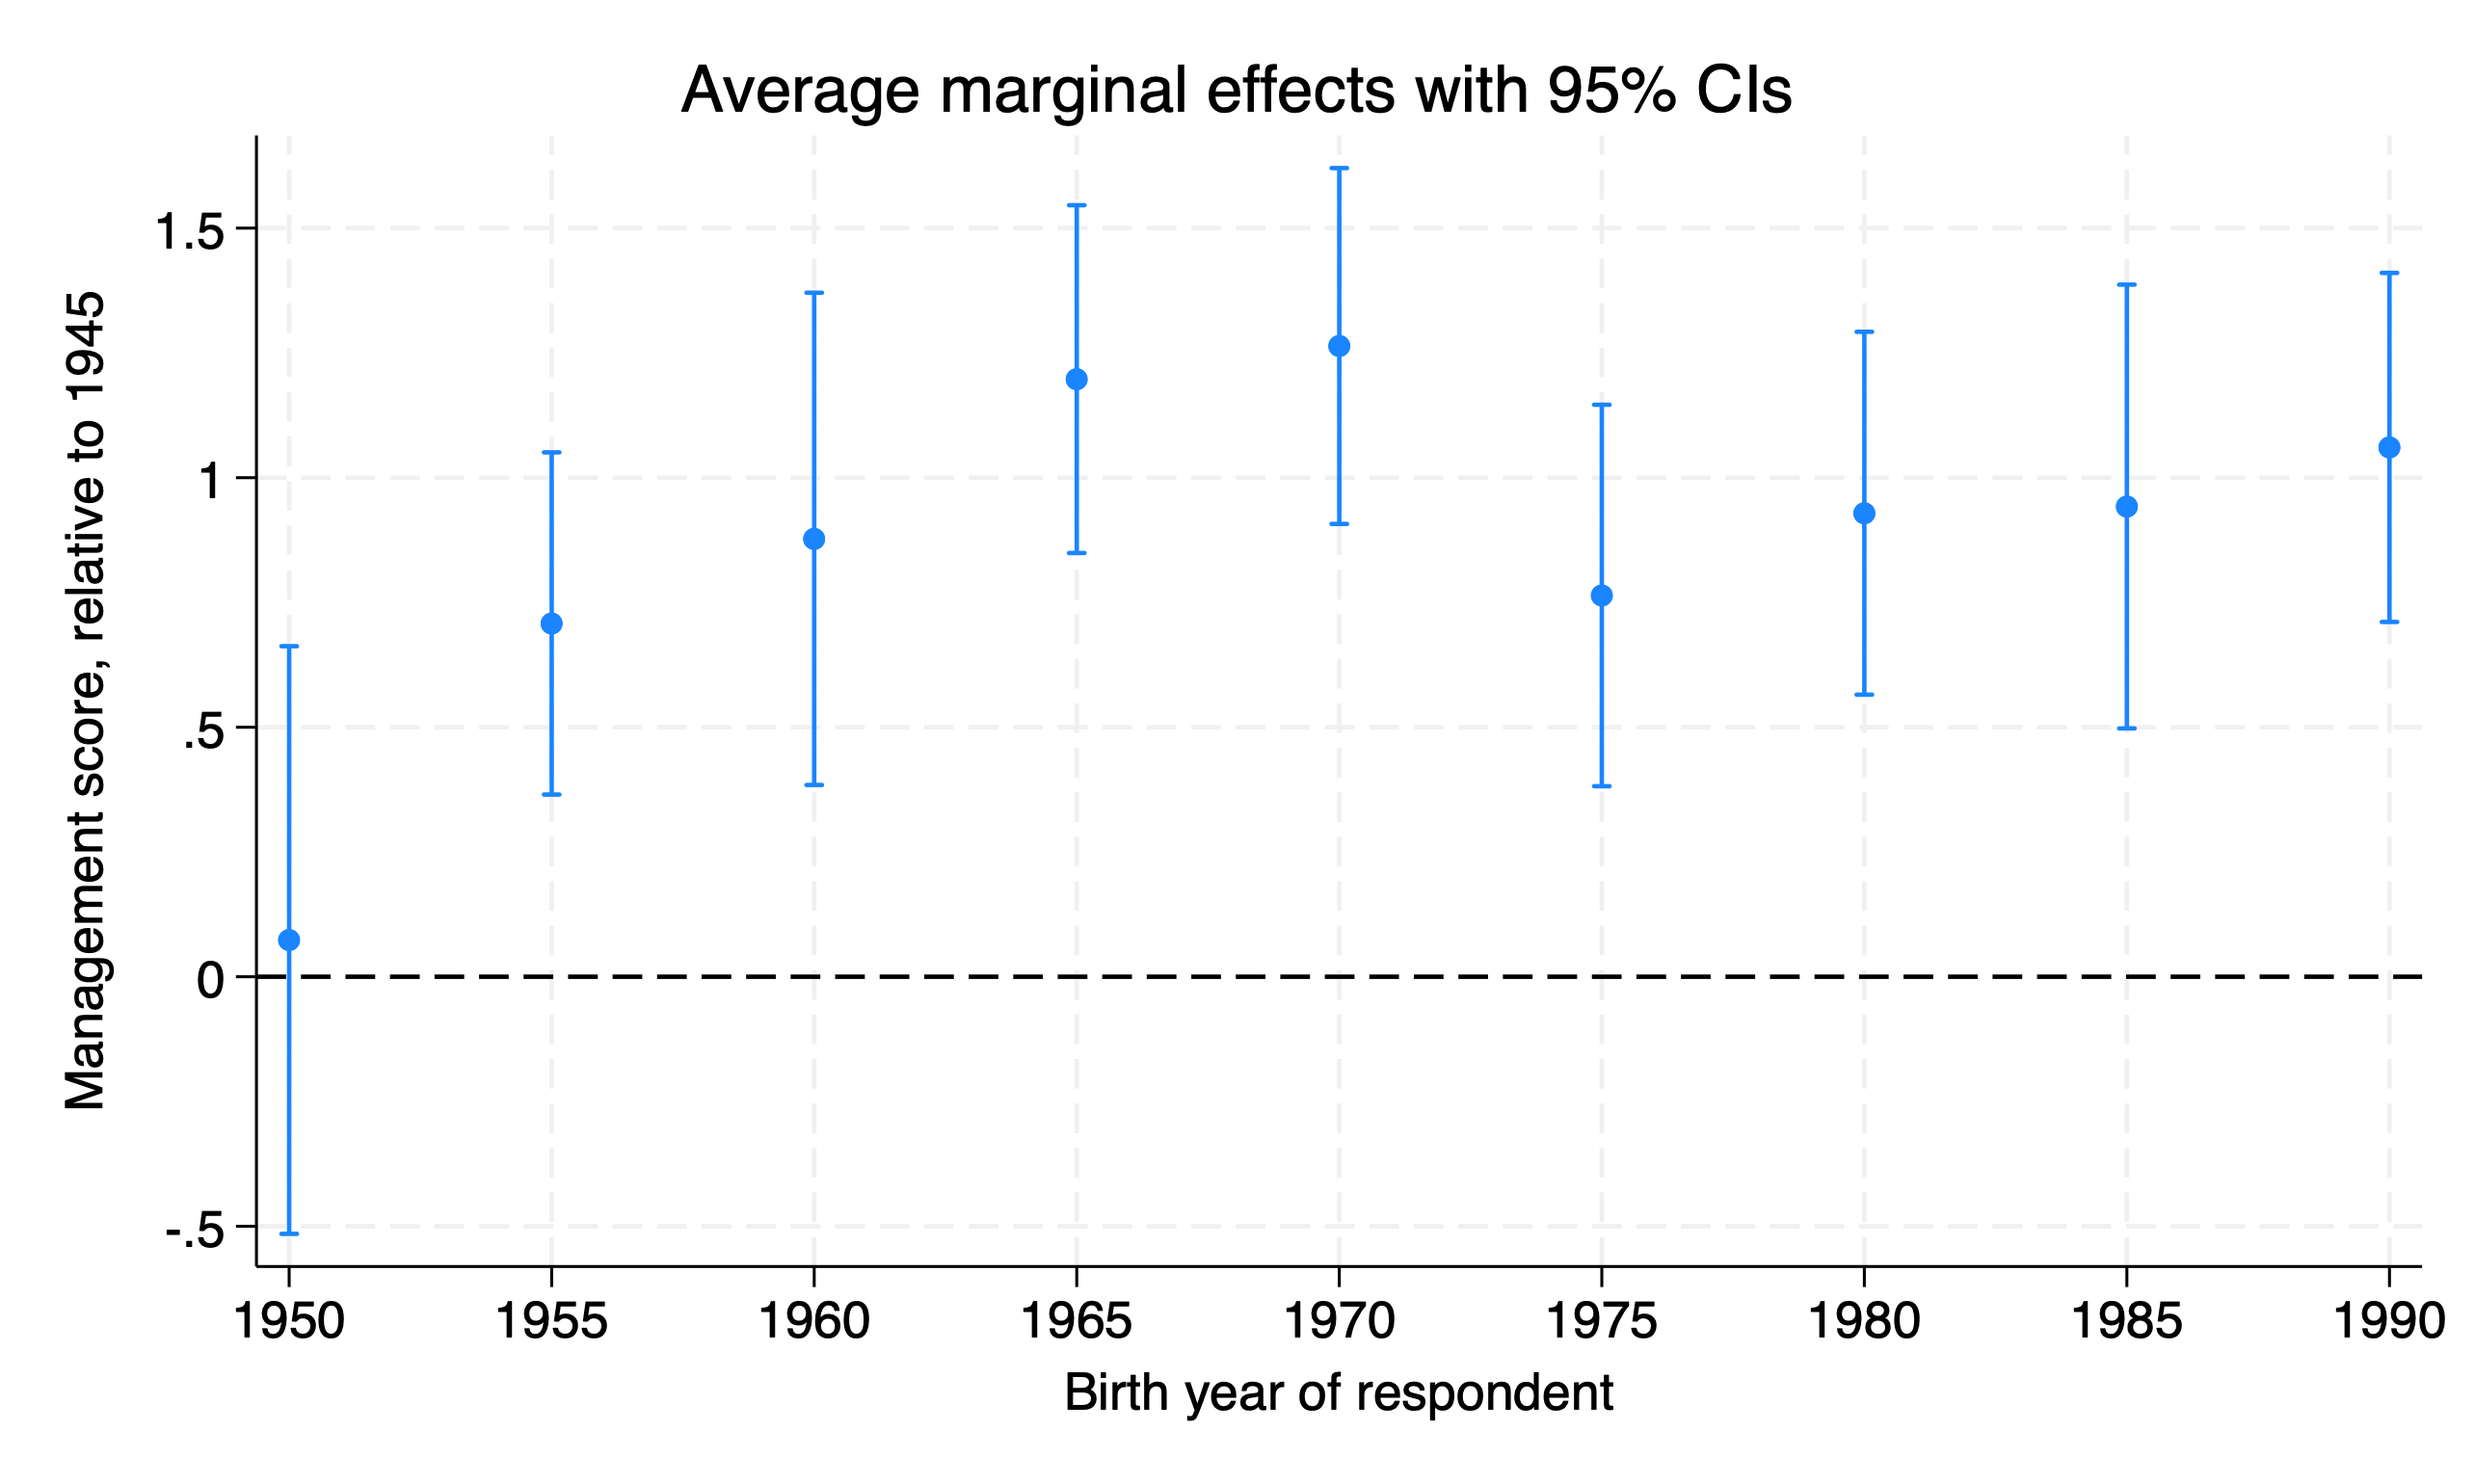 Average marginal effects with 95% CIs
Management score, relative to 1945
1.5
1
.5
0
-.5
1950 1955 1960 1965 1970 1975 1980 1985 1990
Birth year of respondent